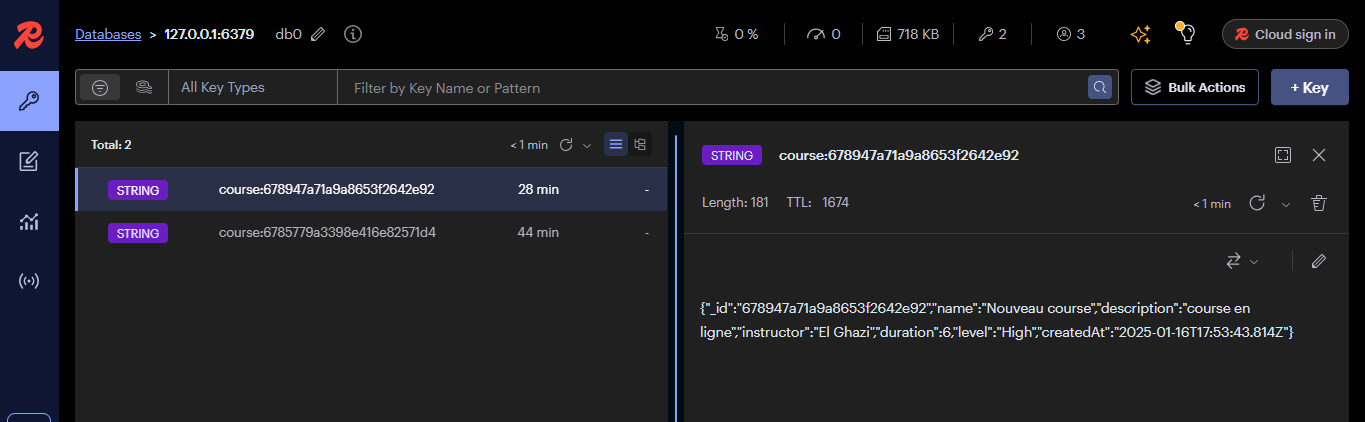 Databases > 127.0.0.1:6379 db0 0 % 0 718 KB 2 3 Cloud sign in
All Key Types Filter by Key Name or Pattern Bulk Actions + Key
Total: 2 < 1 min
STRING course:678947a71a9a8653f2642e92 28 min -
STRING course:6785779a3398e416e82571d4 44 min -
STRING course:678947a71a9a8653f2642e92
Length: 181 TTL: 1674 < 1 min
{"_id":"678947a71a9a8653f2642e92","name":"Nouveau course","description":"course en
ligne","instructor":"El Ghazi","duration":6,"level":"High","createdAt":"2025-01-16T17:53:43.814Z"}